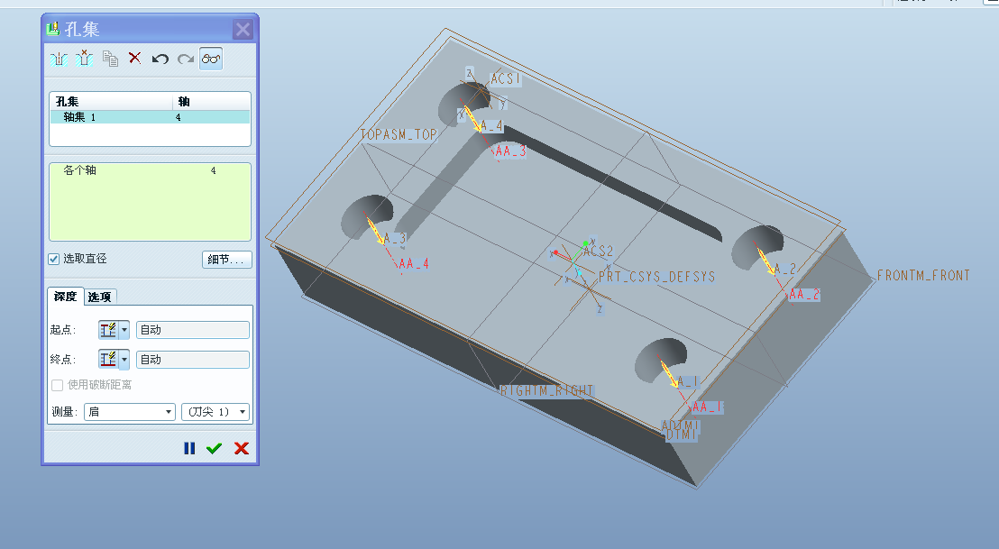 孔集
孔集 轴
轴集 1 4
各个轴 4
选取直径
细节...
深度 选项
起点: 自动
终点: 自动
使用破断距离
测量: 肩 (刀尖 1)
Z
ACS1
Y
X
A_4
TOPASM_TOP
AA_3
A_3
AA_4
X
ACS2
PRT_CSYS_DEFSYS
Z
A_2
AA_2
FRONTM_FRONT
A_1
RIGHTM_RIGHT
AA_1
ADTM1
DTM1